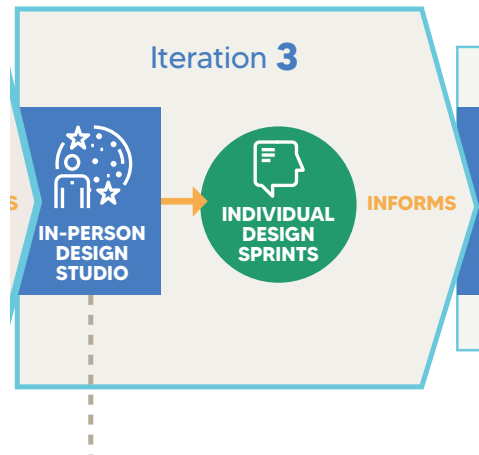 Iteration 3
S
IN-PERSON
DESIGN
STUDIO
INDIVIDUAL
DESIGN
SPRINTS
INFORMS